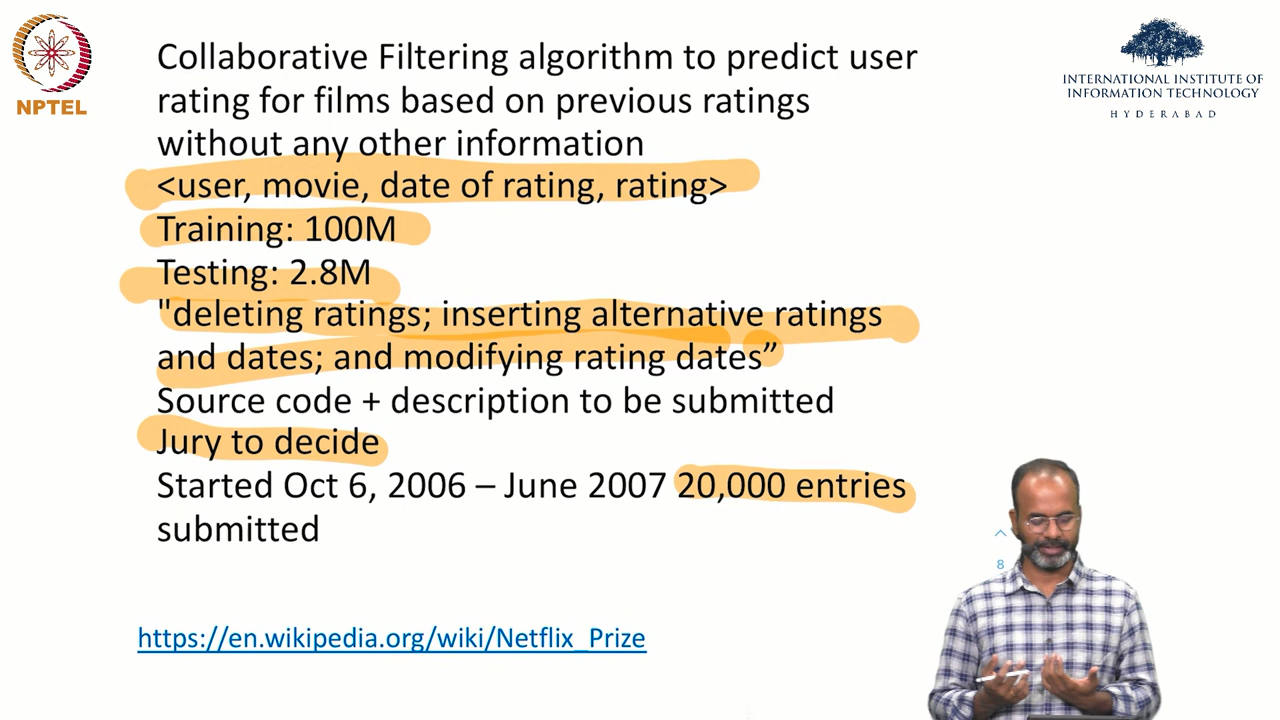 NPTEL
INTERNATIONAL INSTITUTE OF
INFORMATION TECHNOLOGY
HYDERABAD
Collaborative Filtering algorithm to predict user
rating for films based on previous ratings
without any other information
<user, movie, date of rating, rating>
Training: 100M
Testing: 2.8M
"deleting ratings; inserting alternative ratings
and dates; and modifying rating dates”
Source code + description to be submitted
Jury to decide
Started Oct 6, 2006 – June 2007 20,000 entries
submitted
8
https://en.wikipedia.org/wiki/Netflix_Prize